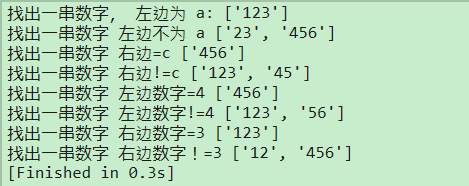 找出一串数字， 左边为 a: ['123']
找出一串数字 左边不为 a ['23', '456']
找出一串数字 右边=c ['456']
找出一串数字 右边!=c ['123', '45']
找出一串数字 左边数字=4 ['456']
找出一串数字 左边数字!=4 ['123', '56']
找出一串数字 右边数字=3 ['123']
找出一串数字 右边数字！=3 ['12', '456']
[Finished in 0.3s]